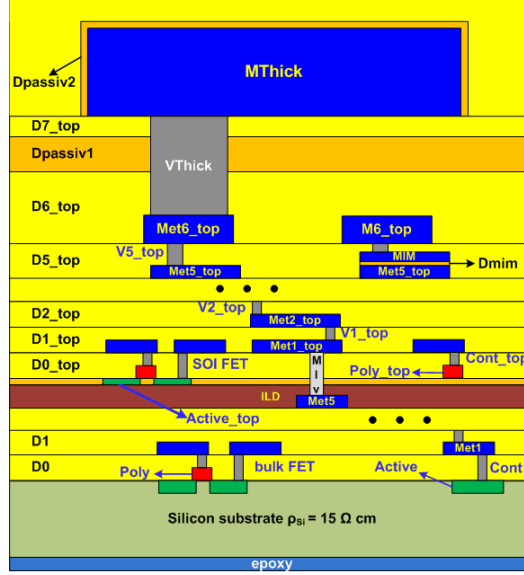 MThick
Dpassiv2
D7_top
Dpassiv1
VThick
D6_top
Met6_top
M6_top
V5_top
D5_top
MIM
Met5_top
Met5_top
Dmim
V2_top
D2_top
Met2_top
V1_top
D1_top
Met1_top
Cont_top
D0_top
SOI FET
MIv
Poly_top
ILD
Met5
Active_top
D1
Met1
D0
Poly
bulk FET
Active
Cont
Silicon substrate ρSi = 15 Ω cm
epoxy